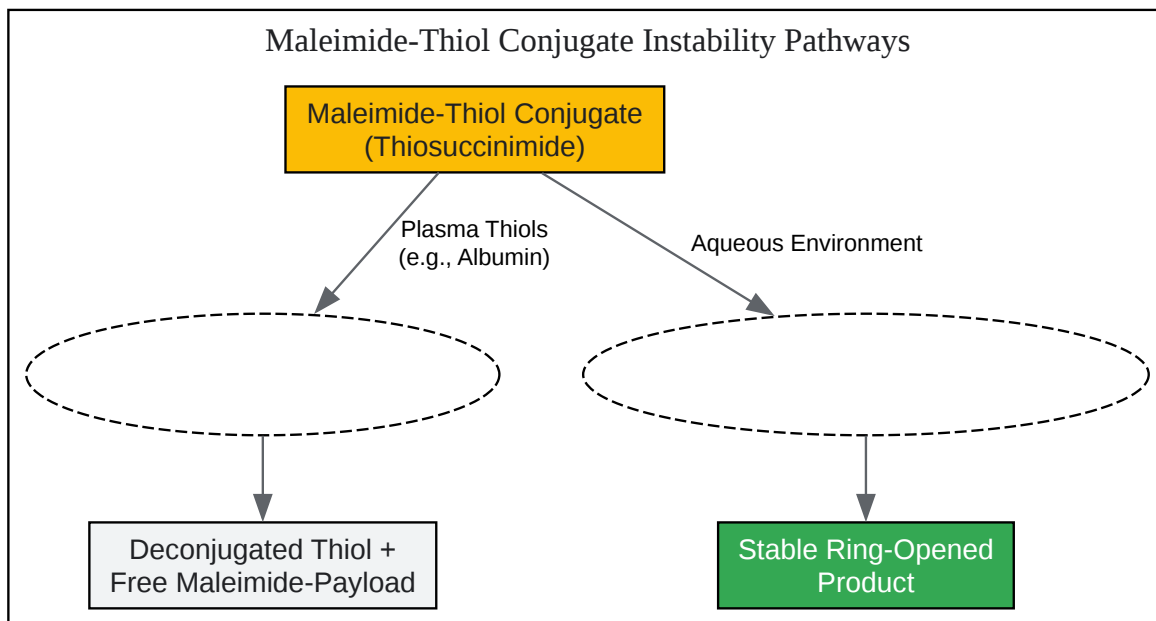 Maleimide-Thiol Conjugate Instability Pathways
Maleimide-Thiol Conjugate
(Thiosuccinimide)
Plasma Thiols
(e.g., Albumin)
Aqueous Environment
Deconjugated Thiol +
Free Maleimide-Payload
Stable Ring-Opened
Product